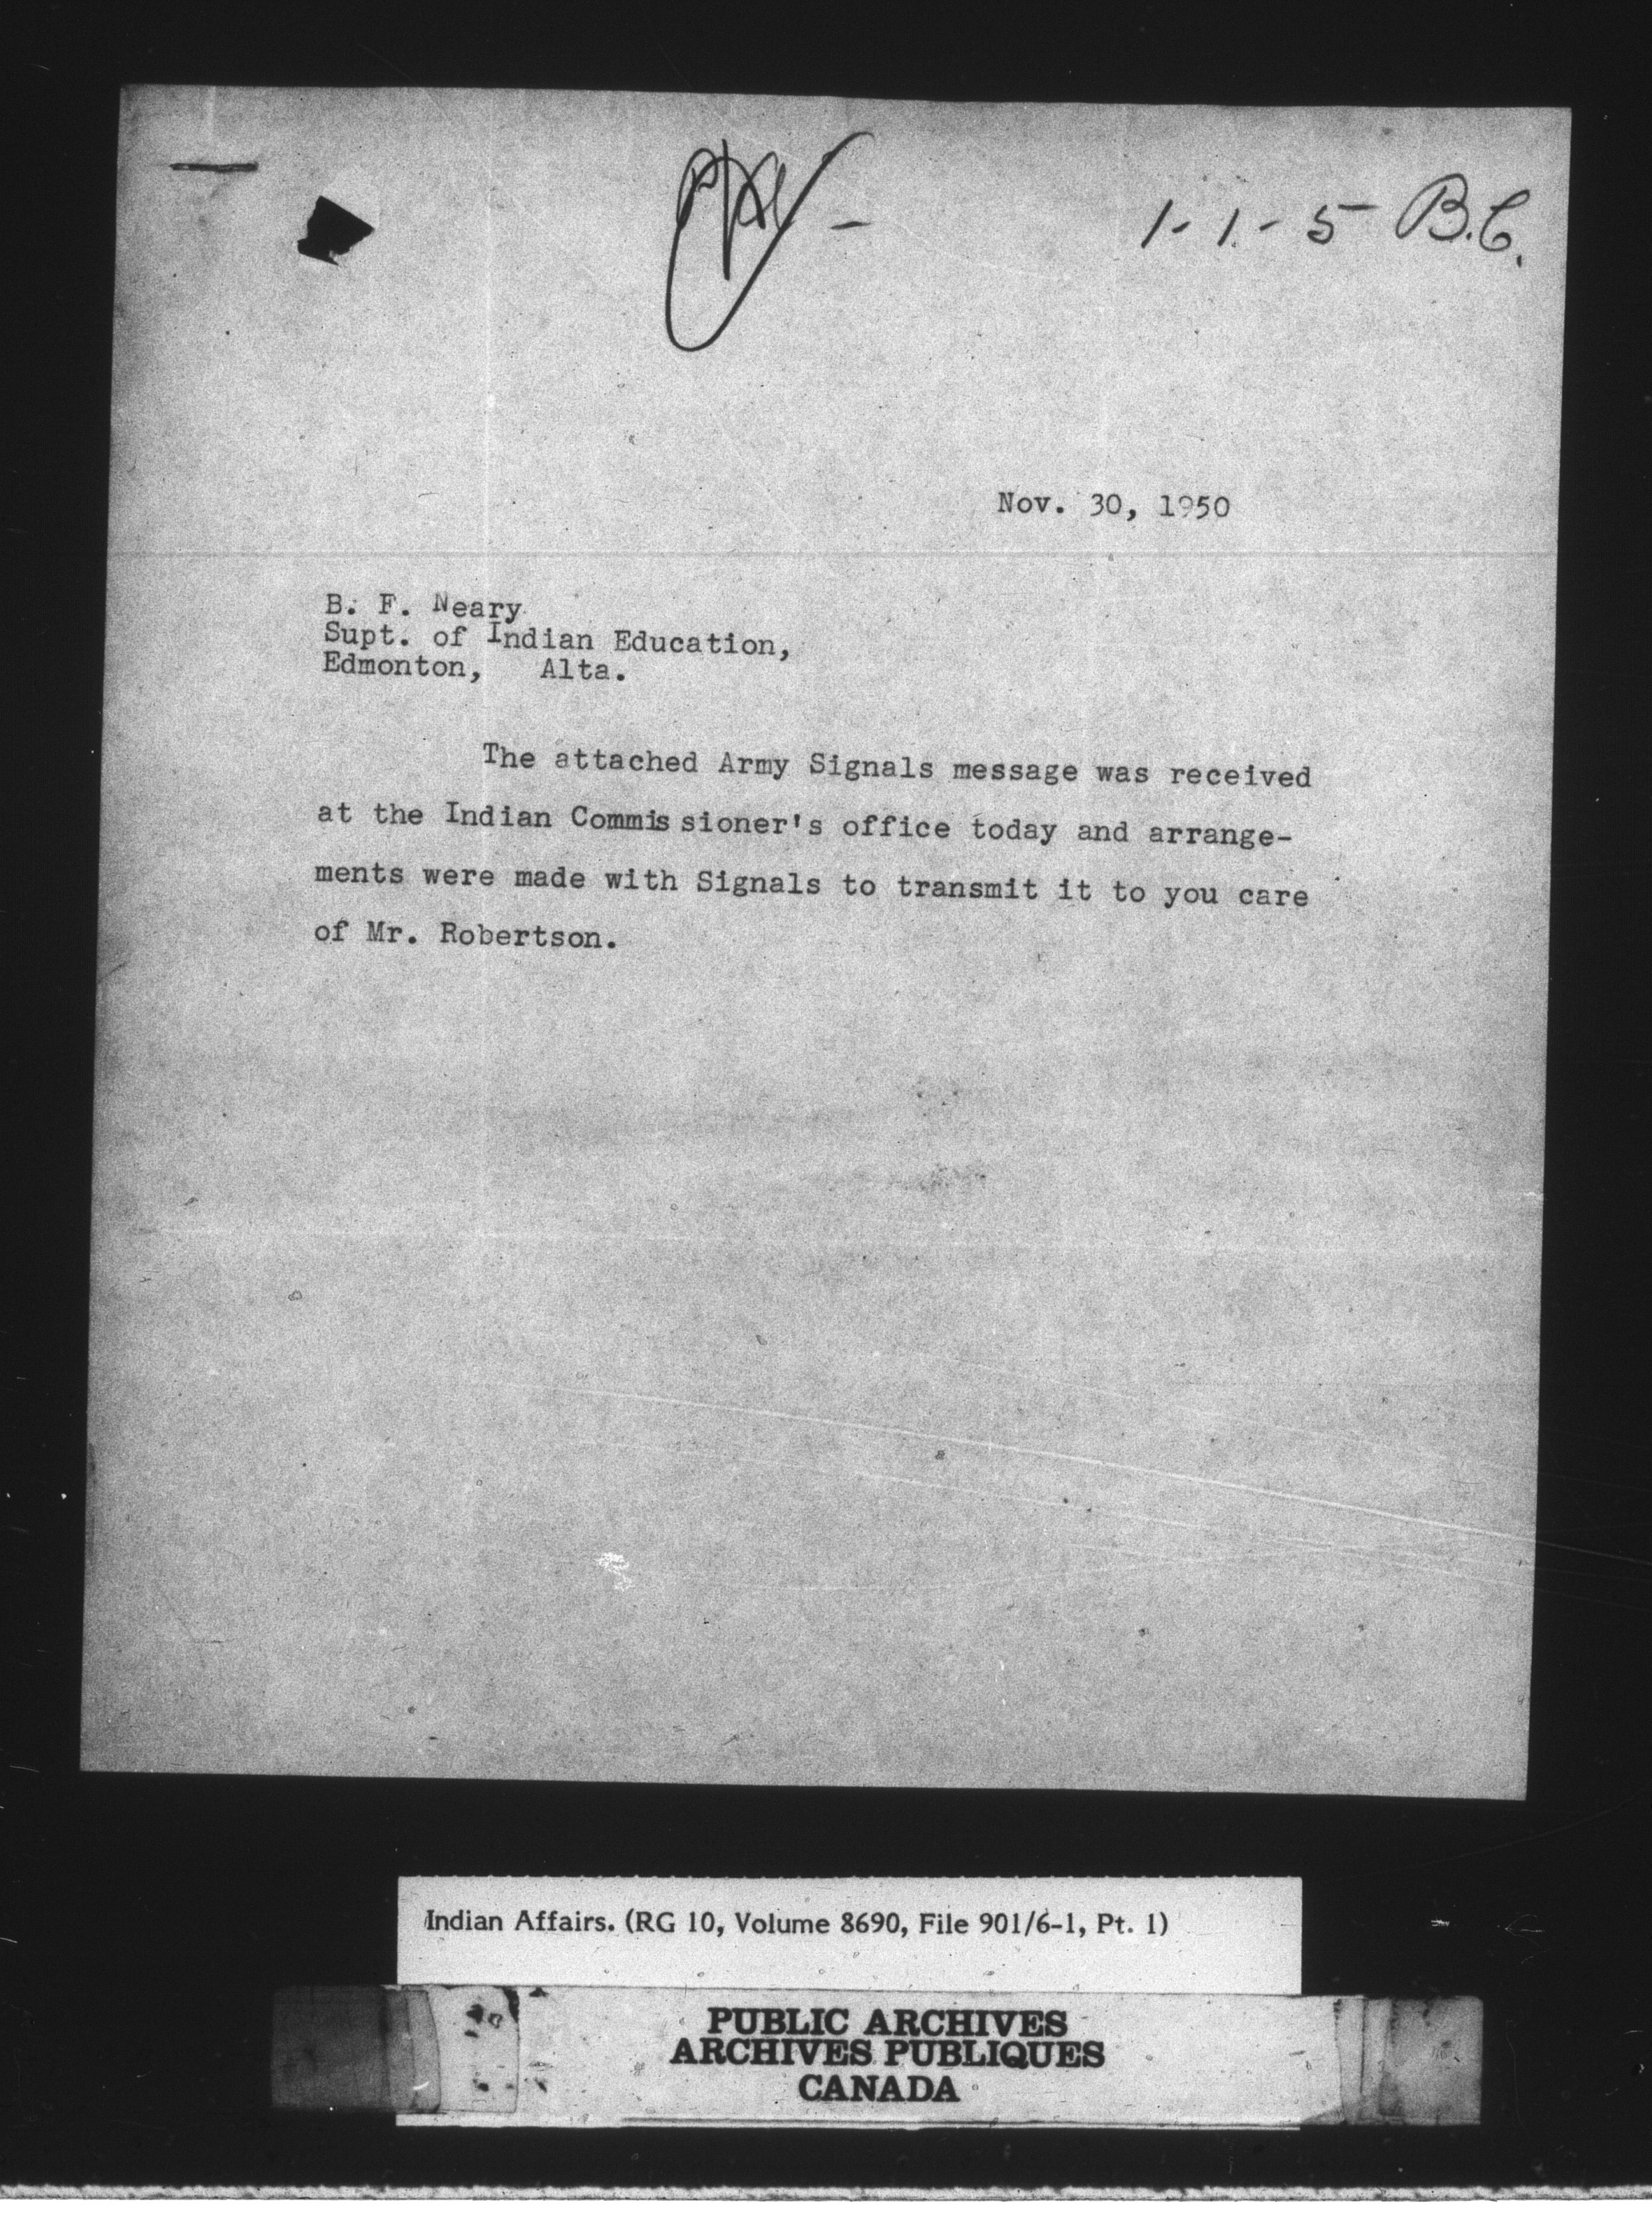 1-1-5 B.C.
Nov. 30, 1950
B. F. Neary
Supt. of Indian Education,
Edmonton, Alta.
The attached Army Signals message was received
at the Indian Commissioner's office today and arrange-
ments were made with Signals to transmit it to you care
of Mr. Robertson.
Indian Affairs. (RG 10, Volume 8690, File 901/6-1, Pt. 1)
PUBLIC ARCHIVES
ARCHIVES PUBLIQUES
CANADA